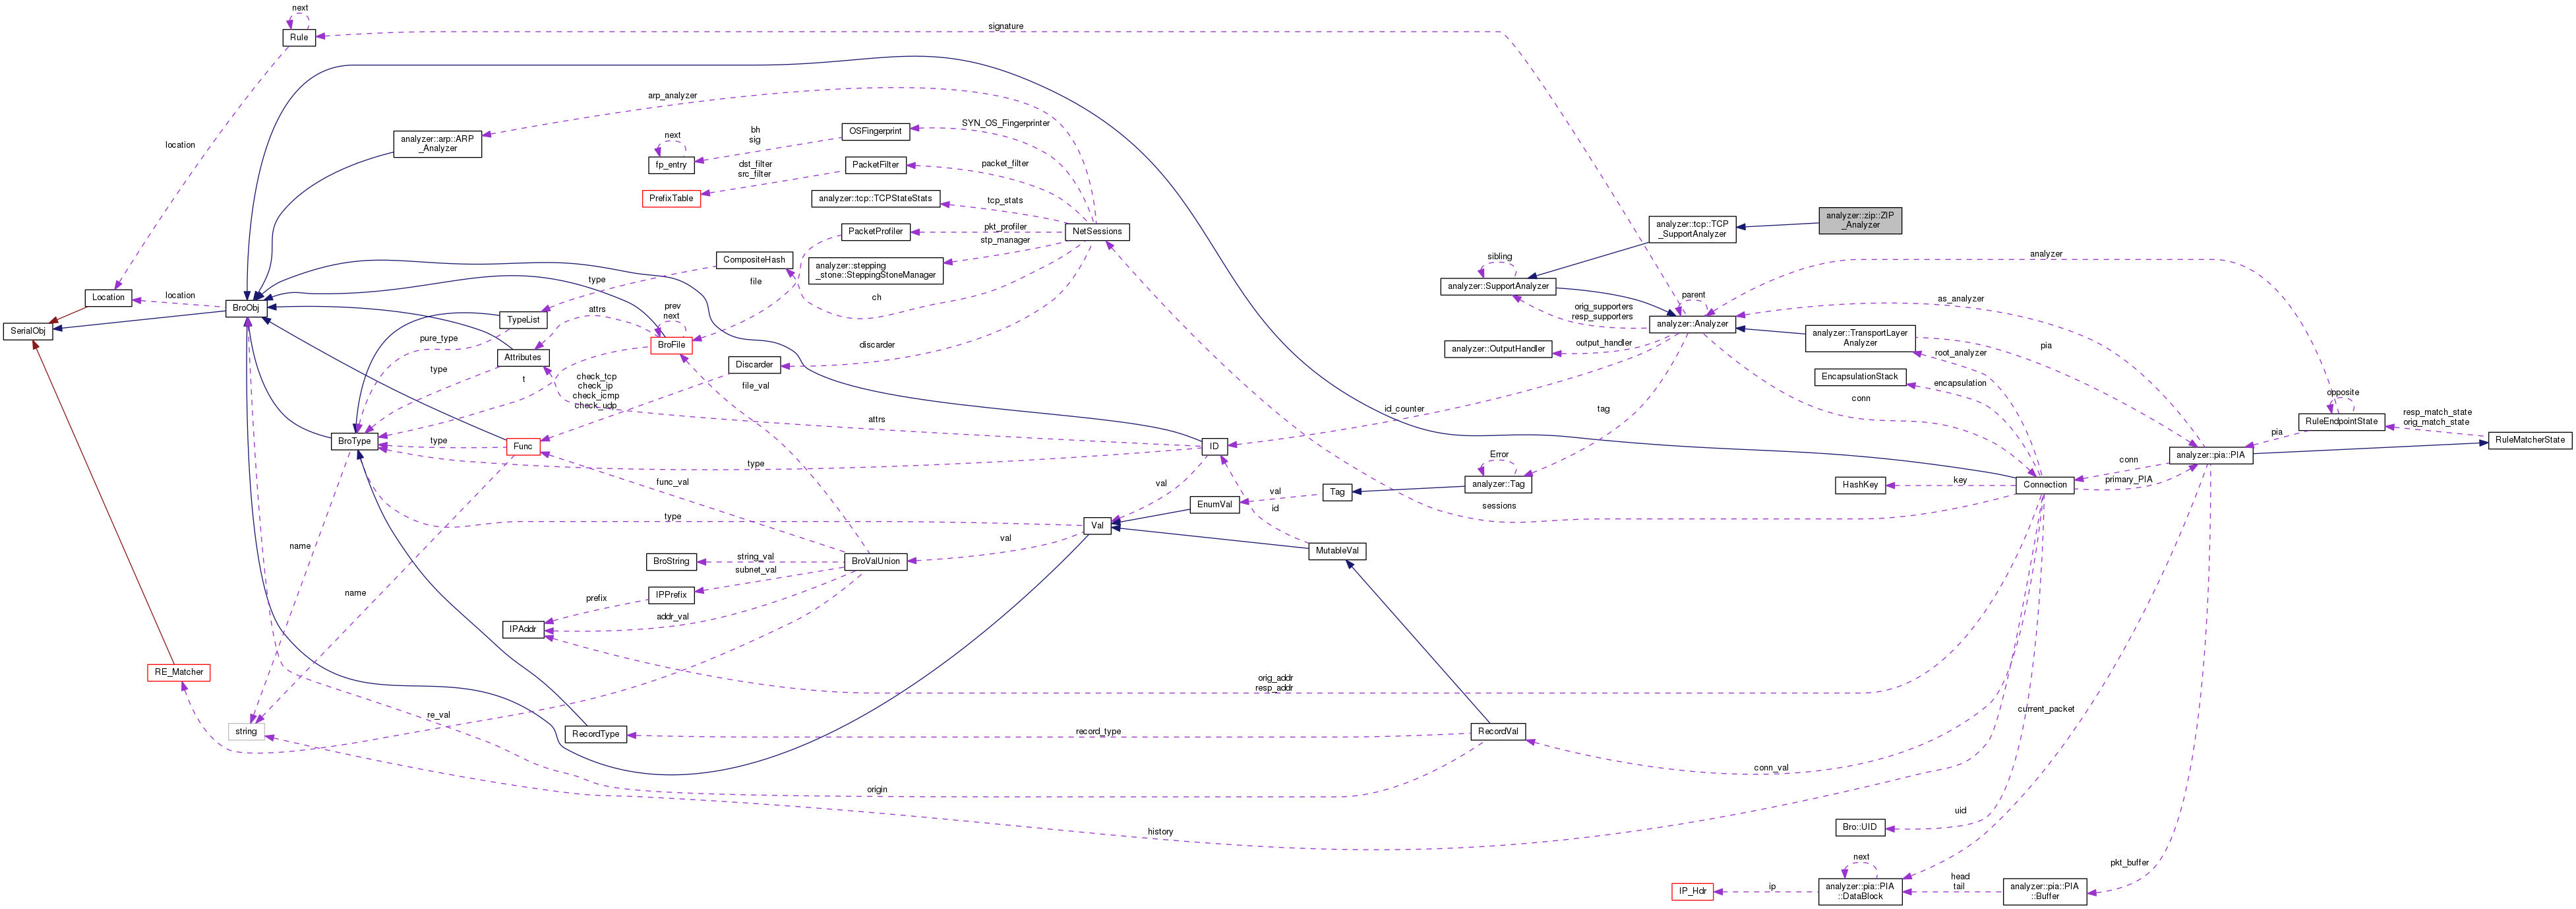 next
Rule
signature
location
arp_analyzer
analyzer::arp::ARP
_Analyzer
bh
sig
OSFingerprint
SYN_OS_Fingerprinter
next
fp_entry
dst_filter
src_filter
PacketFilter
packet_filter
PrefixTable
analyzer::tcp::TCPStateStats
tcp_stats
PacketProfiler
pkt_profiler
NetSessions
stp_manager
CompositeHash
analyzer::stepping
_stone::SteppingStoneManager
type
file
ch
analyzer::tcp::TCP
_SupportAnalyzer
analyzer::zip::ZIP
_Analyzer
sibling
analyzer::SupportAnalyzer
analyzer
parent
as_analyzer
orig_supporters
resp_supporters
analyzer::Analyzer
analyzer::TransportLayer
Analyzer
output_handler
analyzer::OutputHandler
root_analyzer
pia
EncapsulationStack
encapsulation
Location
location
BroObj
SerialObj
TypeList
attrs
prev
next
pure_type
Attributes
BroFile
discarder
Discarder
type
t
check_tcp
check_ip
check_icmp
check_udp
file_val
id_counter
tag
conn
opposite
RuleEndpointState
resp_match_state
orig_match_state
RuleMatcherState
pia
attrs
BroType
type
Func
ID
type
analyzer::pia::PIA
conn
primary_PIA
Error
analyzer::Tag
HashKey
key
Connection
func_val
val
val
Tag
EnumVal
id
sessions
type
Val
name
val
MutableVal
string_val
BroString
BroValUnion
subnet_val
IPPrefix
name
prefix
addr_val
IPAddr
RE_Matcher
orig_addr
resp_addr
current_packet
re_val
string
RecordType
record_type
RecordVal
conn_val
origin
uid
Bro::UID
history
pkt_buffer
next
head
tail
IP_Hdr
ip
analyzer::pia::PIA
::DataBlock
analyzer::pia::PIA
::Buffer